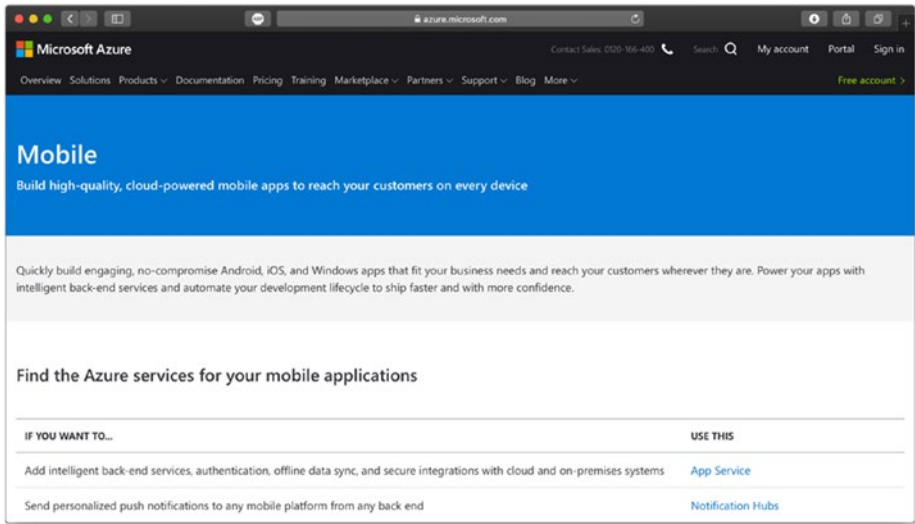 azure.microsoft.com
Microsoft Azure
Contact Sales: 0120-166-400 Search My account Portal Sign in
Overview Solutions Products Documentation Pricing Training Marketplace Partners Support Blog More Free account >
Mobile
Build high-quality, cloud-powered mobile apps to reach your customers on every device
Quickly build engaging, no-compromise Android, iOS, and Windows apps that fit your business needs and reach your customers wherever they are. Power your apps with
intelligent back-end services and automate your development lifecycle to ship faster and with more confidence.
Find the Azure services for your mobile applications
IF YOU WANT TO... USE THIS
Add intelligent back-end services, authentication, offline data sync, and secure integrations with cloud and on-premises systems App Service
Send personalized push notifications to any mobile platform from any back end Notification Hubs